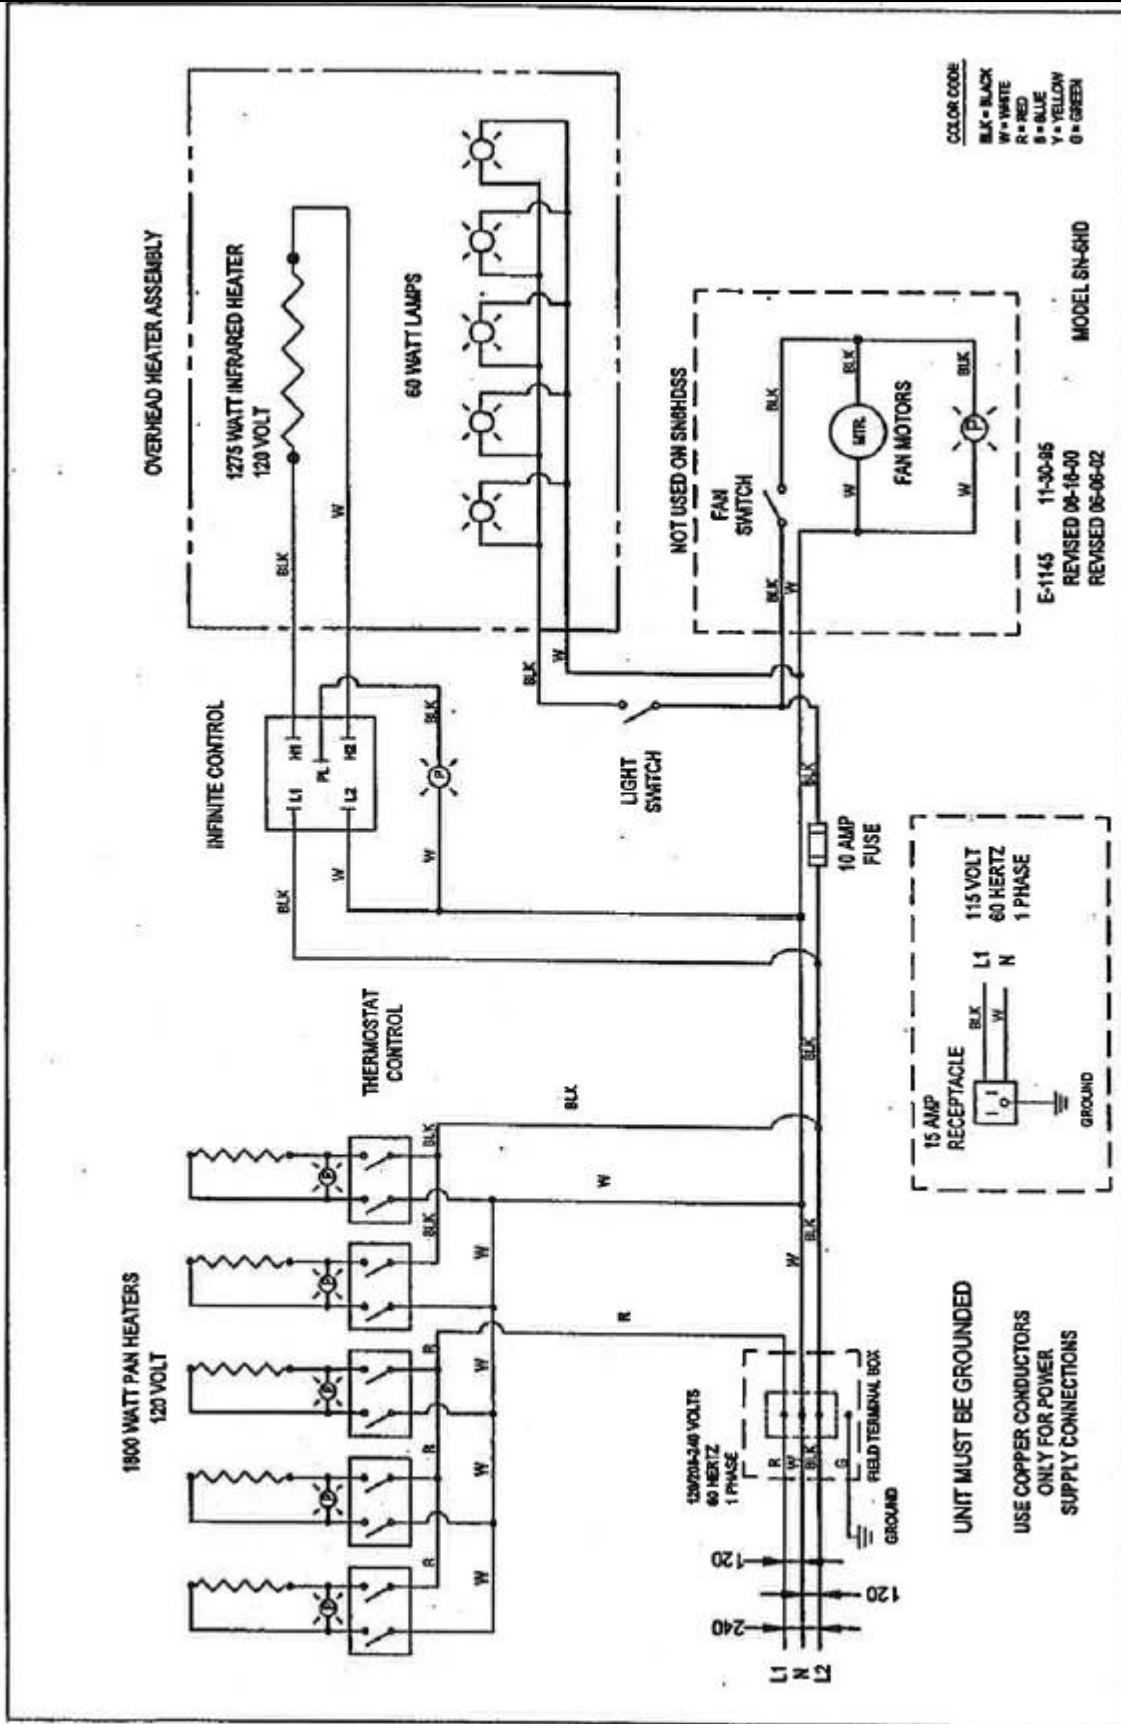 OVERHEAD HEATER ASSEMBLY
1275 WATT INFRARED HEATER
120 VOLT
BLK
W
60 WATT LAMPS
INFINITE CONTROL
L1
H1
PL
L2
H2
BLK
W
W
P
BLK
BLK
W
LIGHT
SWITCH
THERMOSTAT
CONTROL
1800 WATT PAN HEATERS
120 VOLT
P
P
P
P
P
R
R
R
BLK
BLK
W
W
W
W
R
W
BLK
NOT USED ON SN6HDSS
FAN
SWITCH
BLK
W
BLK
MTR.
FAN MOTORS
W
BLK
W
P
BLK
10 AMP
FUSE
BLK
BLK
BLK
W
120/208-240 VOLTS
60 HERTZ
1 PHASE
R
W
BLK
G
FIELD TERMINAL BOX
GROUND
120
120
240
L1
N
L2
15 AMP
RECEPTACLE
BLK
W
L1
N
115 VOLT
60 HERTZ
1 PHASE
GROUND
UNIT MUST BE GROUNDED
USE COPPER CONDUCTORS
ONLY FOR POWER
SUPPLY CONNECTIONS
E-1145 11-30-95
REVISED 08-16-00
REVISED 06-06-02
MODEL SN-6HD
COLOR CODE
BLK = BLACK
W = WHITE
R = RED
B = BLUE
Y = YELLOW
G = GREEN